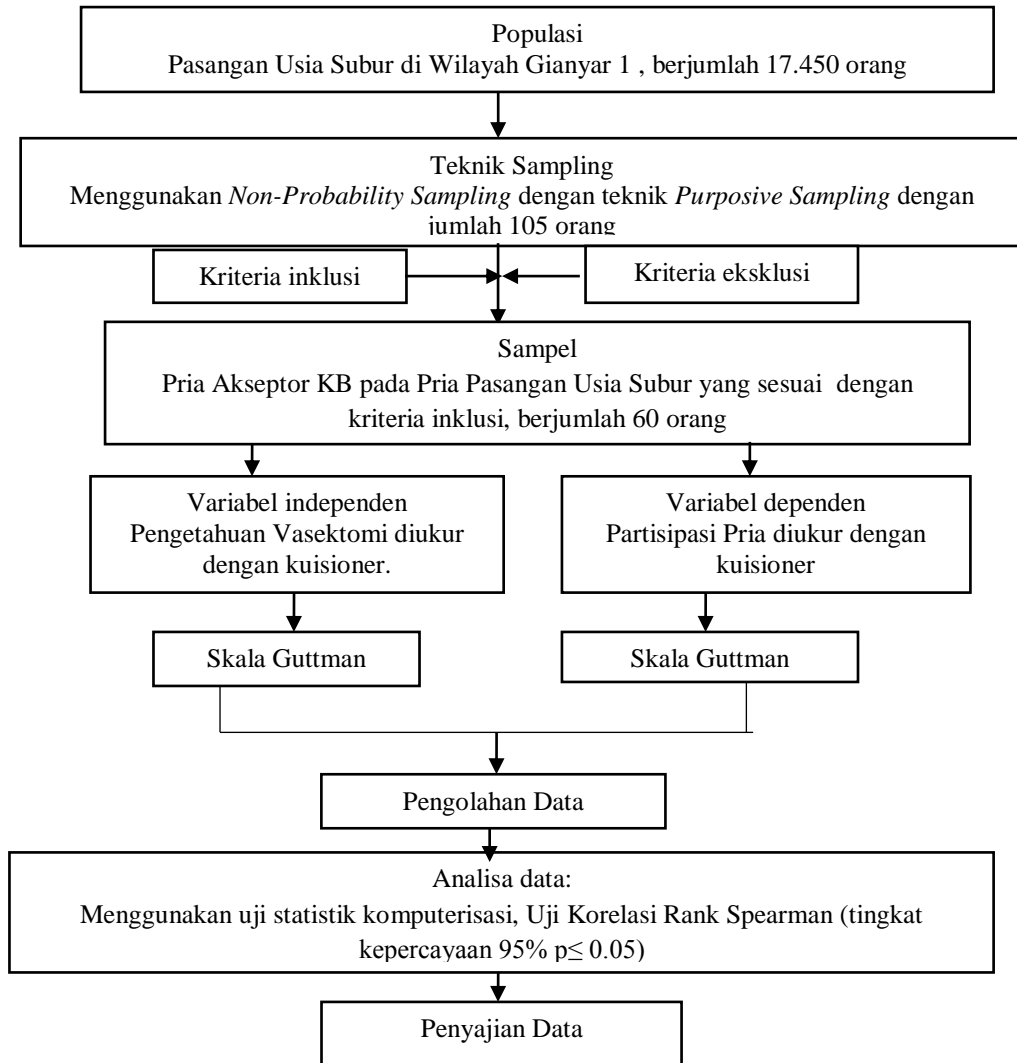 Populasi
Pasangan Usia Subur di Wilayah Gianyar 1 , berjumlah 17.450 orang
Teknik Sampling
Menggunakan Non-Probability Sampling dengan teknik Purposive Sampling dengan
jumlah 105 orang
Kriteria inklusi
Kriteria eksklusi
Sampel
Pria Akseptor KB pada Pria Pasangan Usia Subur yang sesuai dengan
kriteria inklusi, berjumlah 60 orang
Variabel independen
Pengetahuan Vasektomi diukur
dengan kuisioner.
Variabel dependen
Partisipasi Pria diukur dengan
kuisioner
Skala Guttman
Skala Guttman
Pengolahan Data
Analisa data:
Menggunakan uji statistik komputerisasi, Uji Korelasi Rank Spearman (tingkat
kepercayaan 95% p≤ 0.05)
Penyajian Data